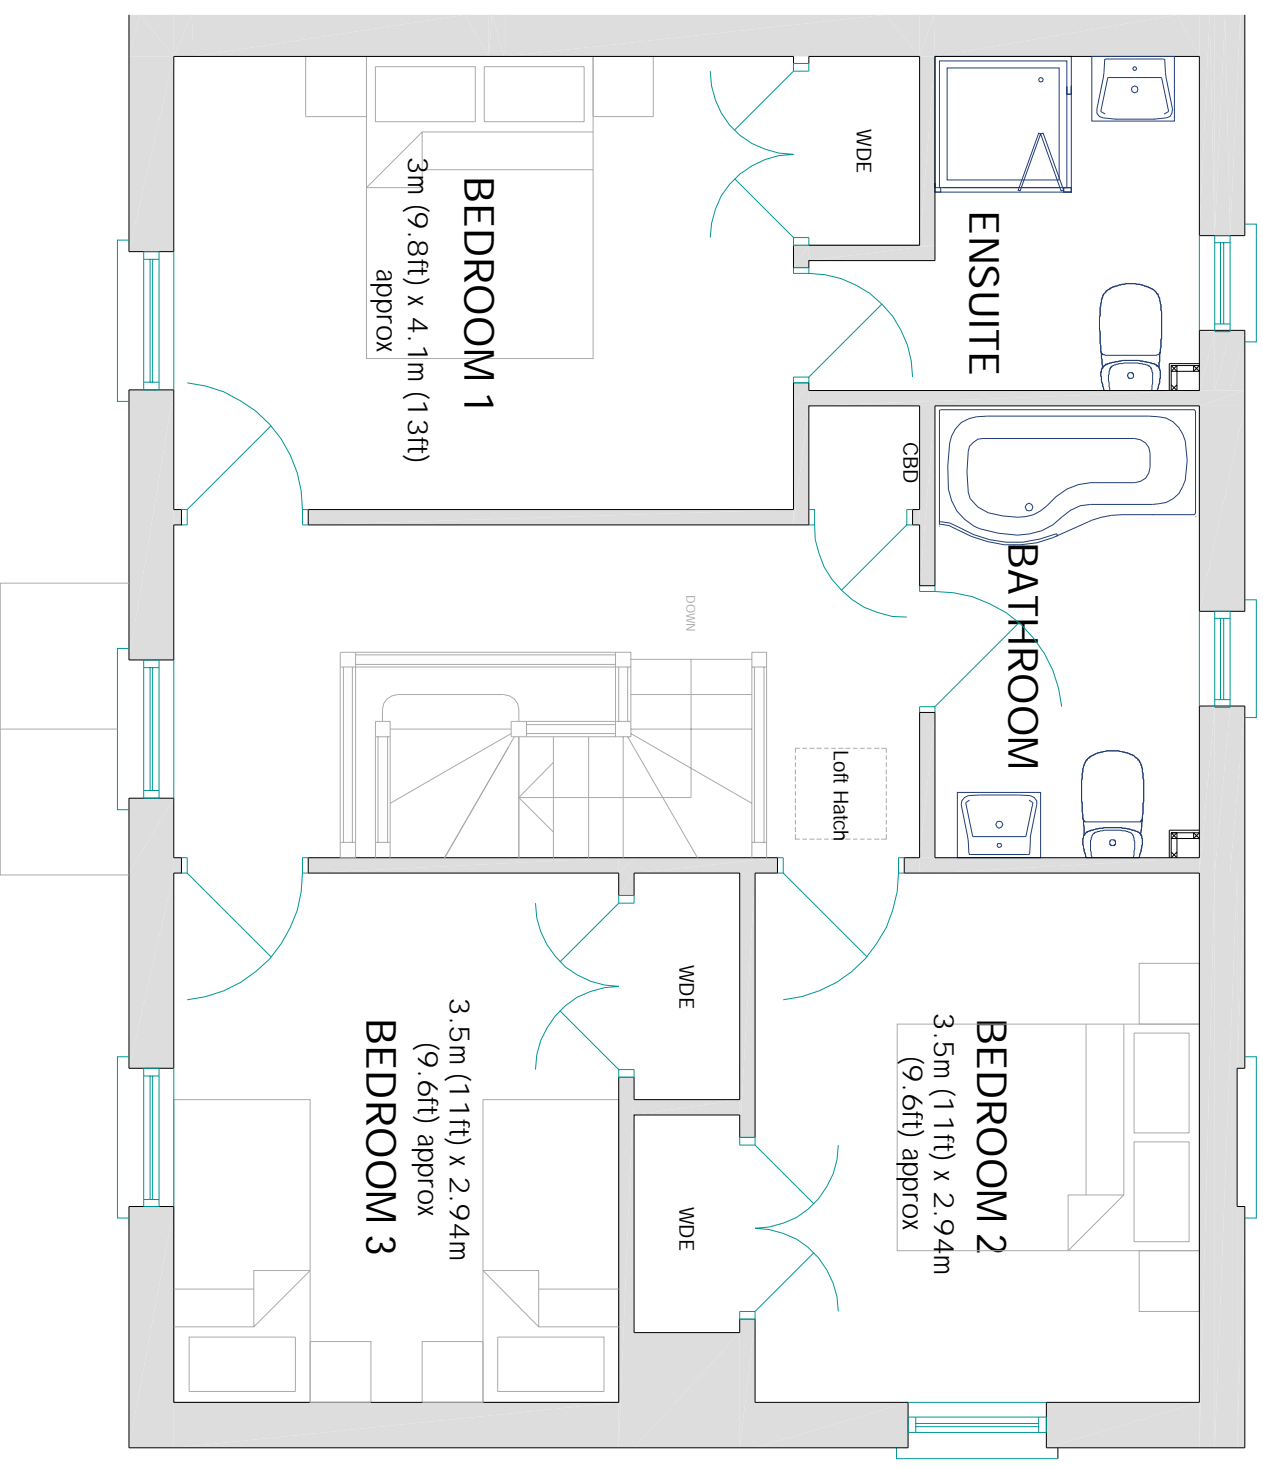 WDE
ENSUITE
BEDROOM 1
3m (9.8ft) x 4.1m (13ft)
approx
CBD
BATHROOM
DOWN
Loft Hatch
WDE
BEDROOM 2
3.5m (11ft) x 2.94m
(9.6ft) approx
3.5m (11ft) x 2.94m
(9.6ft) approx
BEDROOM 3
WDE